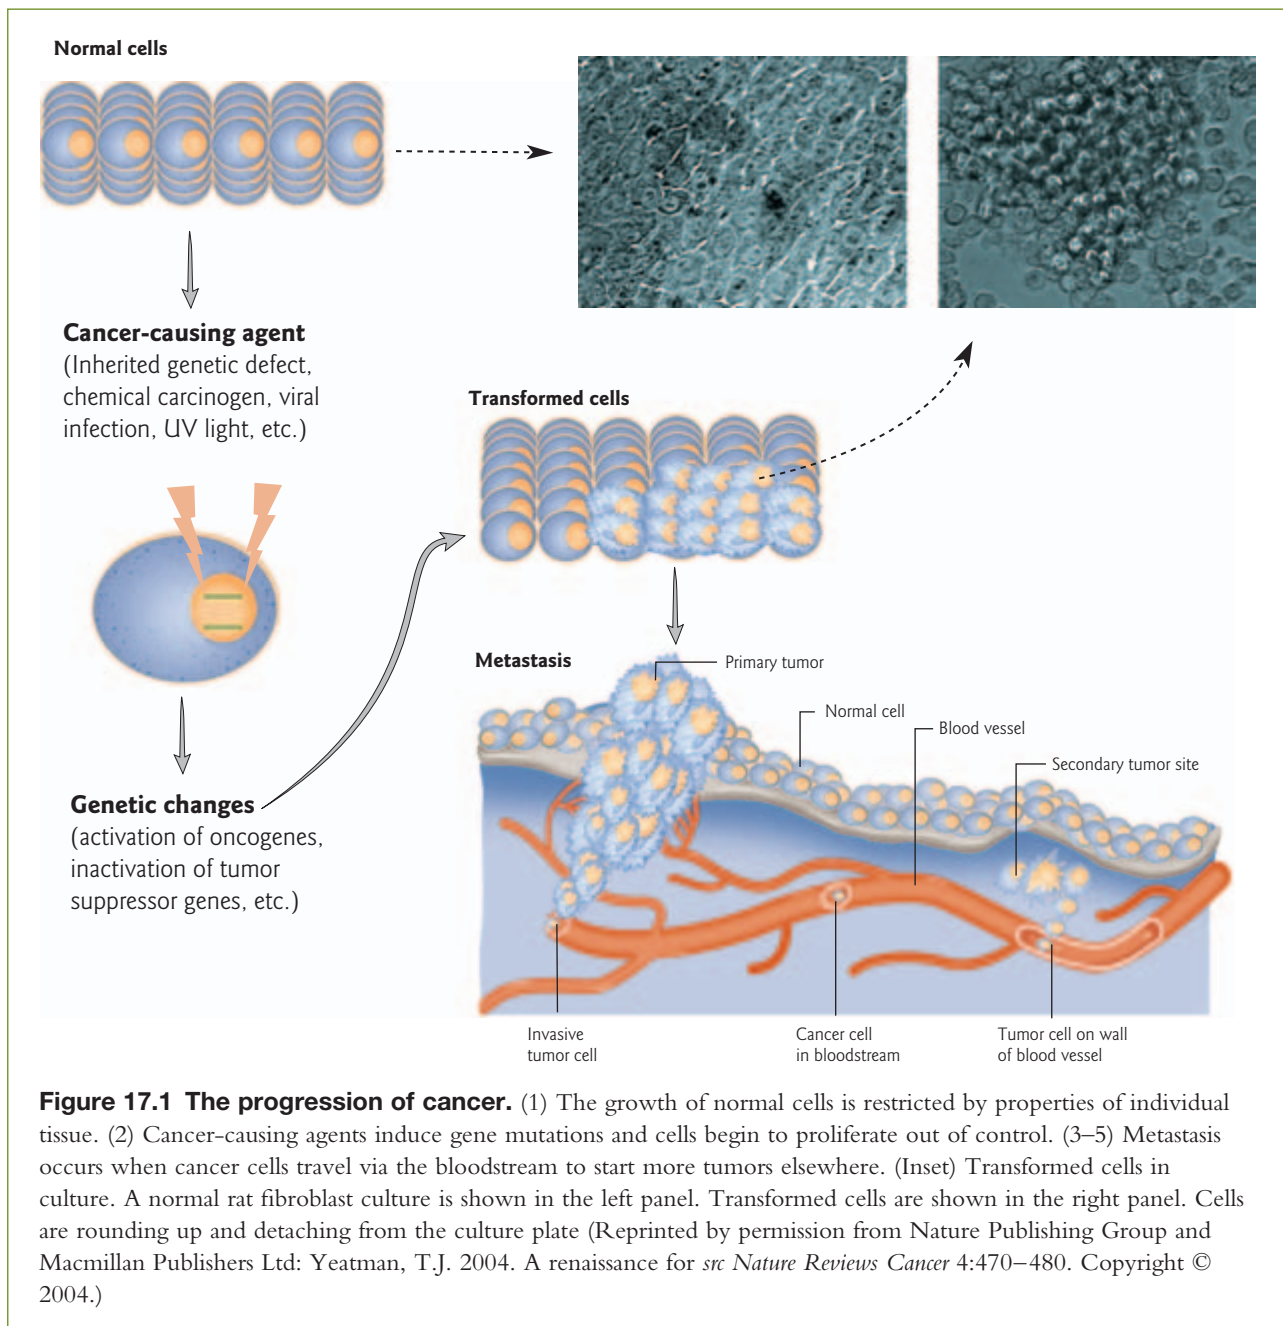 Normal cells
Cancer-causing agent
(Inherited genetic defect,
chemical carcinogen, viral
infection, UV light, etc.)
Genetic changes
(activation of oncogenes,
inactivation of tumor
suppressor genes, etc.)
Transformed cells
Metastasis
Primary tumor
Normal cell
Blood vessel
Secondary tumor site
Invasive
tumor cell
Cancer cell
in bloodstream
Tumor cell on wall
of blood vessel
Figure 17.1 The progression of cancer. (1) The growth of normal cells is restricted by properties of individual
tissue. (2) Cancer-causing agents induce gene mutations and cells begin to proliferate out of control. (3–5) Metastasis
occurs when cancer cells travel via the bloodstream to start more tumors elsewhere. (Inset) Transformed cells in
culture. A normal rat fibroblast culture is shown in the left panel. Transformed cells are shown in the right panel. Cells
are rounding up and detaching from the culture plate (Reprinted by permission from Nature Publishing Group and
Macmillan Publishers Ltd: Yeatman, T.J. 2004. A renaissance for src Nature Reviews Cancer 4:470–480. Copyright ©
2004.)